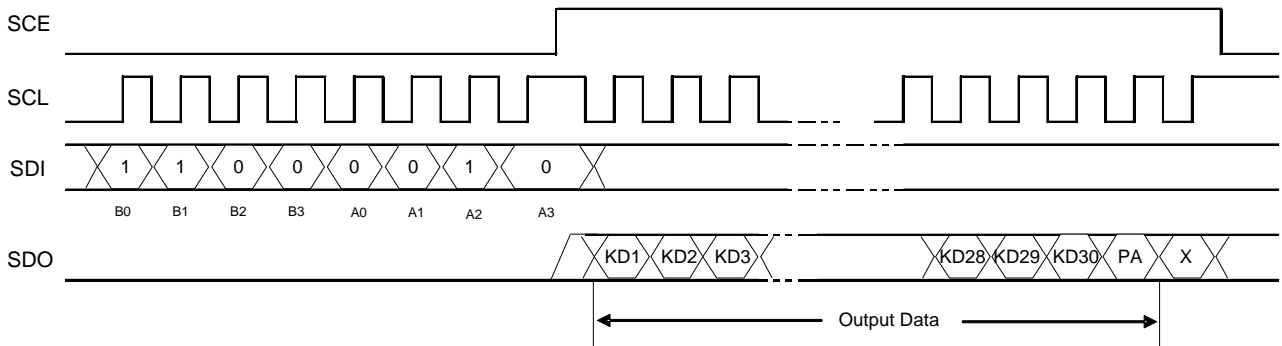 SCE
SCL
SDI 1 1 0 0 0 0 1 0
B0 B1 B2 B3 A0 A1 A2 A3
SDO KD1 KD2 KD3 KD28 KD29 KD30 PA X
Output Data